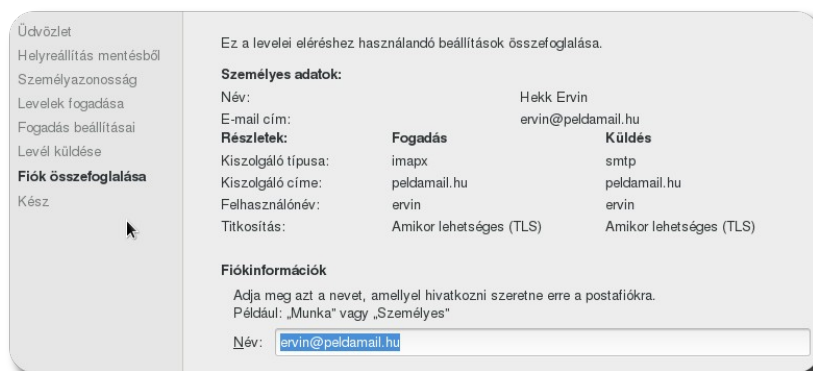 Üdvözlet
Helyreállítás mentésből
Személyazonosság
Levelek fogadása
Fogadás beállításai
Levél küldése
Fiók összefoglalása
Kész
Ez a levelei eléréshez használandó beállítások összefoglalása.
Személyes adatok:
Név: Hekk Ervin
E-mail cím: ervin@peldamail.hu
Részletek: Fogadás Küldés
Kiszolgáló típusa: imapx smtp
Kiszolgáló címe: peldamail.hu peldamail.hu
Felhasználónév: ervin ervin
Titkosítás: Amikor lehetséges (TLS) Amikor lehetséges (TLS)
Fiókinformációk
Adja meg azt a nevet, amellyel hivatkozni szeretne erre a postafiókra.
Például: „Munka” vagy „Személyes”
Név: ervin@peldamail.hu